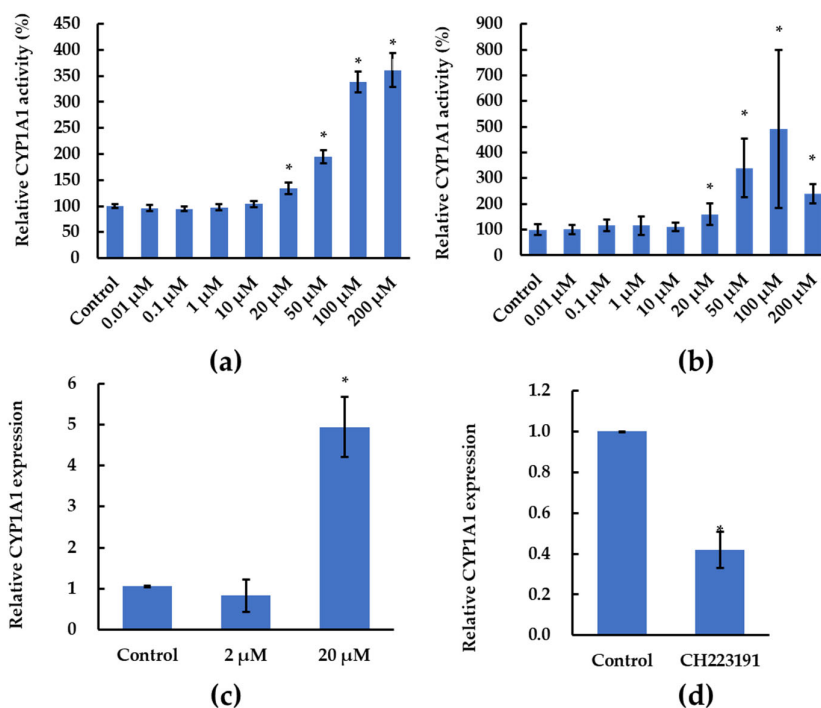 Relative CYP1A1 activity (%)
450
400
350
300
250
200
150
100
50
0
*
*
*
*
Control
0.01 µM
0.1 µM
1 µM
10 µM
20 µM
50 µM
100 µM
200 µM
(a)
Relative CYP1A1 activity (%)
900
800
700
600
500
400
300
200
100
0
*
*
*
*
Control
0.01 µM
0.1 µM
1 µM
10 µM
20 µM
50 µM
100 µM
200 µM
(b)
Relative CYP1A1 expression
6
5
4
3
2
1
0
*
Control
2 µM
20 µM
(c)
Relative CYP1A1 expression
1.2
1.0
0.8
0.6
0.4
0.2
0.0
*
Control
CH223191
(d)